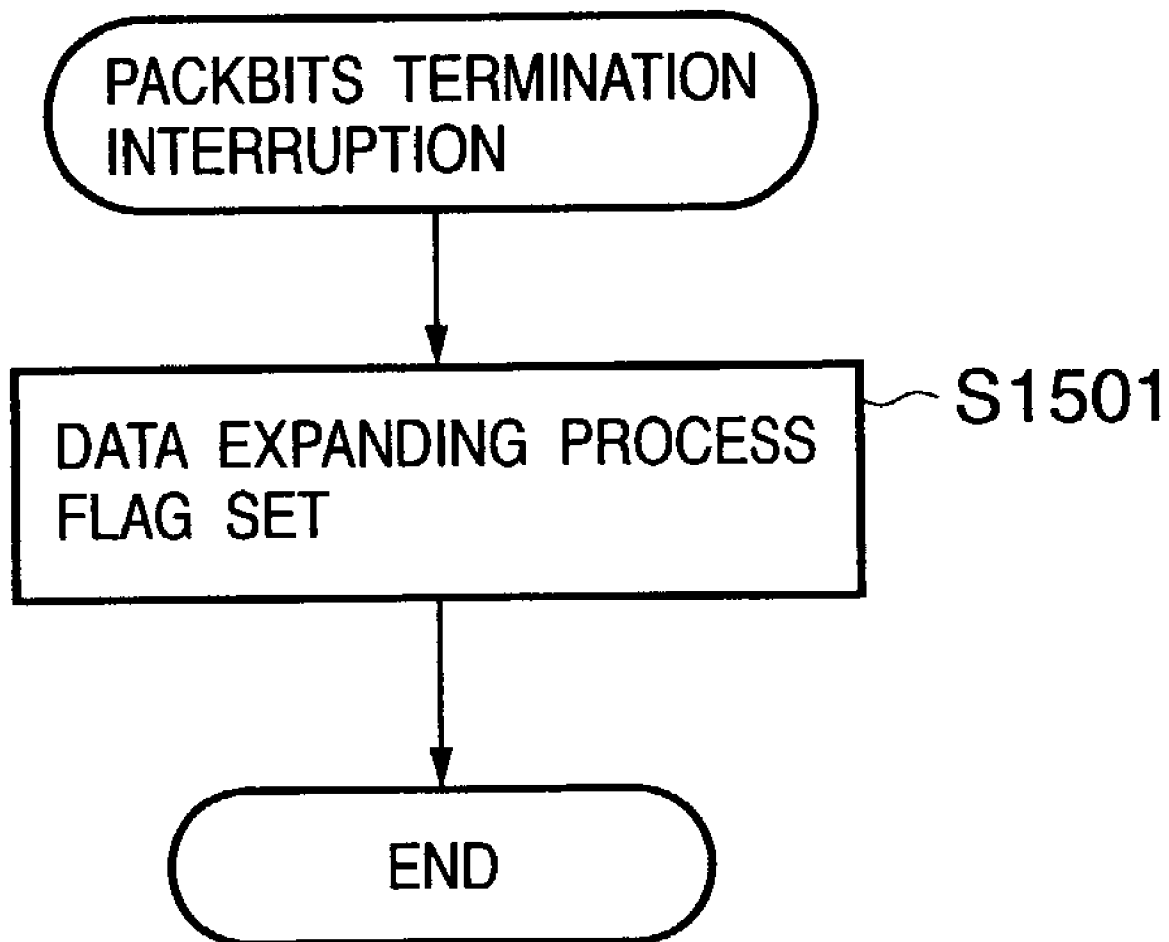 PACKBITS TERMINATION
INTERRUPTION
DATA EXPANDING PROCESS
FLAG SET
S1501
END